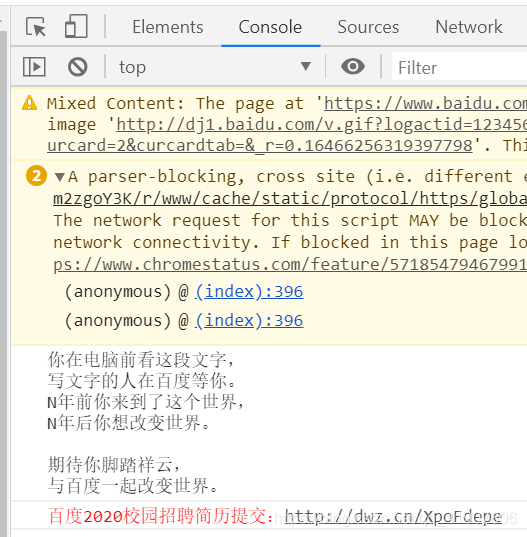 Elements Console Sources Network
top Filter
Mixed Content: The page at 'https://www.baidu.com
image 'http://dj1.baidu.com/v.gif?logactid=123456
urcard=2&curcardtab=&_r=0.16466256319397798'. Thi
2 A parser-blocking, cross site (i.e. different e
m2zgoY3K/r/www/cache/static/protocol/https/globa
The network request for this script MAY be block
network connectivity. If blocked in this page lo
ps://www.chromestatus.com/feature/57185479467991
(anonymous) @ (index):396
(anonymous) @ (index):396
你在电脑前看这段文字，
写文字的人在百度等你。
N年前你来到了这个世界，
N年后你想改变世界。
期待你脚踏祥云，
与百度一起改变世界。
百度2020校园招聘简历提交：http://dwz.cn/XpoFdepe